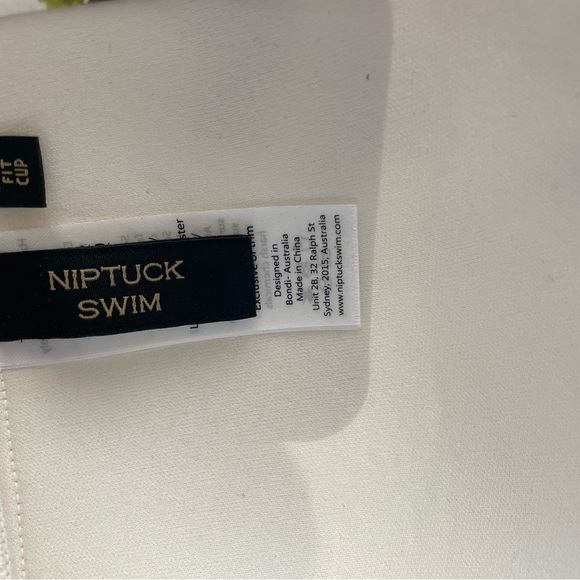 FIT
CUP
NIPTUCK
SWIM
Exclusive
Designed in
Bondi- Australia
Made in China
Unit 2B, 32 Ralph St
Sydney, 2015, Australia
www.niptuckswim.com